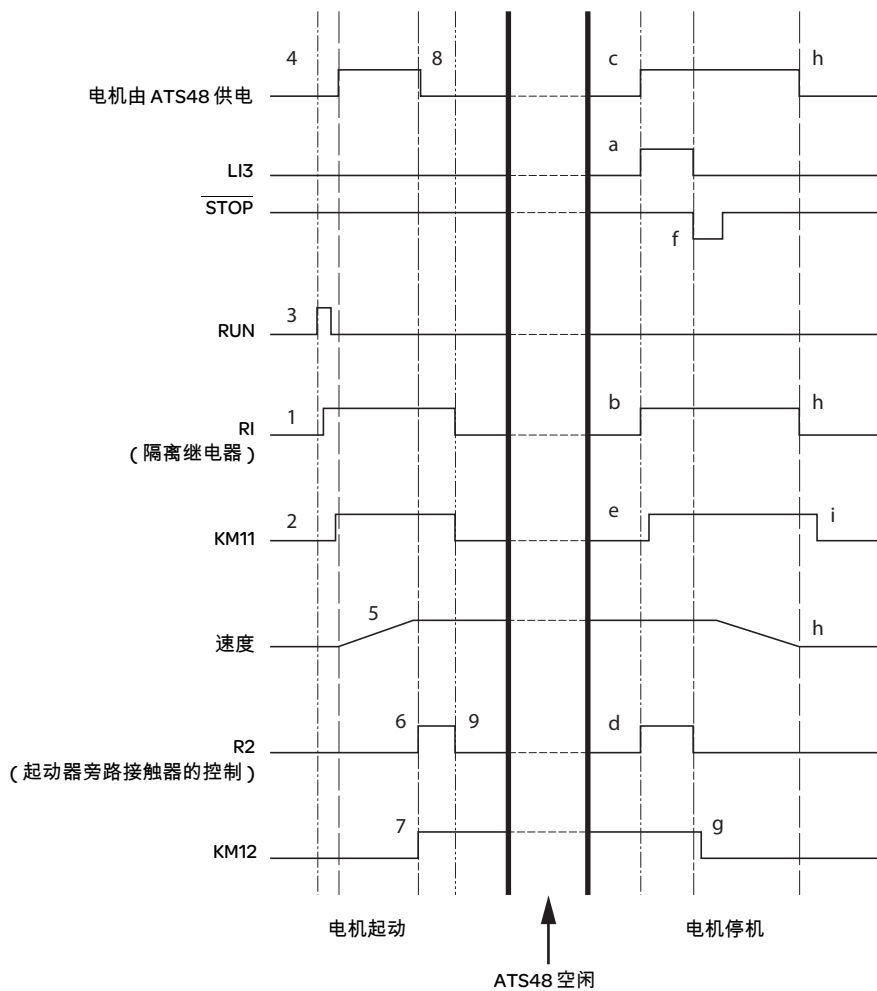 4
8
c
h
电机由 ATS48 供电
a
LI3
STOP
f
3
RUN
1
b
h
RI
( 隔离继电器 )
2
e
i
KM11
5
速度
h
6
9
d
R2
( 起动器旁路接触器的控制 )
7
g
KM12
电机起动
电机停机
ATS48 空闲